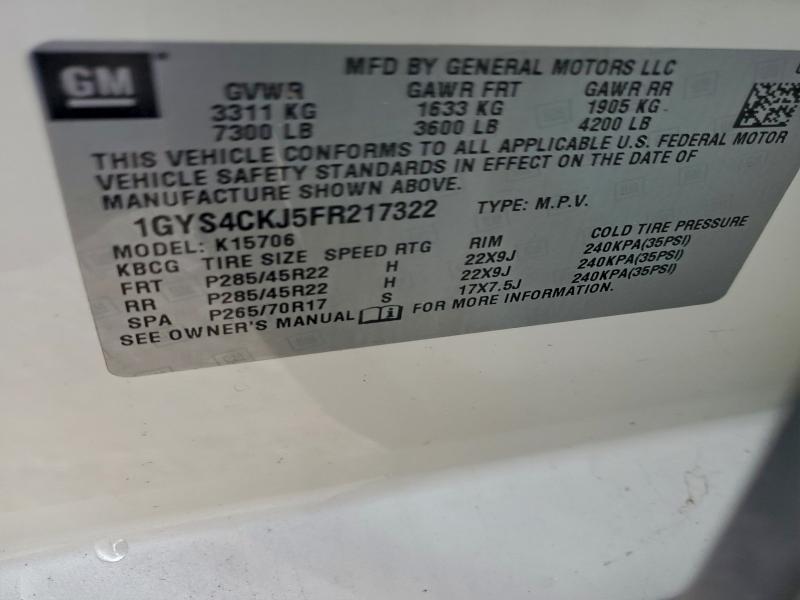 GM
MFD BY GENERAL MOTORS LLC
GVWR GAWR FRT GAWR RR
3311 KG 1633 KG 1905 KG
7300 LB 3600 LB 4200 LB
THIS VEHICLE CONFORMS TO ALL APPLICABLE U.S. FEDERAL MOTOR
VEHICLE SAFETY STANDARDS IN EFFECT ON THE DATE OF
MANUFACTURE SHOWN ABOVE.
1GYS4CKJ5FR217322 TYPE: M.P.V.
MODEL: K15706
KBCG TIRE SIZE SPEED RTG RIM COLD TIRE PRESSURE
FRT P285/45R22 H 22X9J 240KPA(35PSI)
RR P285/45R22 H 22X9J 240KPA(35PSI)
SPA P265/70R17 S 17X7.5J 240KPA(35PSI)
SEE OWNER'S MANUAL FOR MORE INFORMATION.